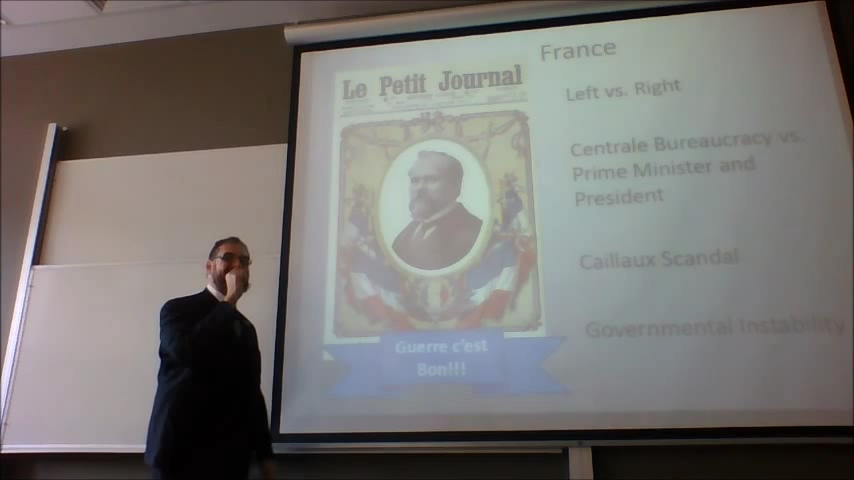 Le Petit Journal
Guerre c'est
Bon!!!
France
Left vs. Right
Centrale Bureaucracy vs.
Prime Minister and
President
Caillaux Scandal
Governmental Instability